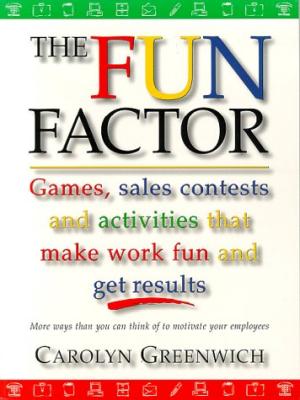 THE FUN
FACTOR
Games, sales contests
and activities that
make work fun and
get results
More ways than you can think of to motivate your employees
CAROLYN GREENWICH